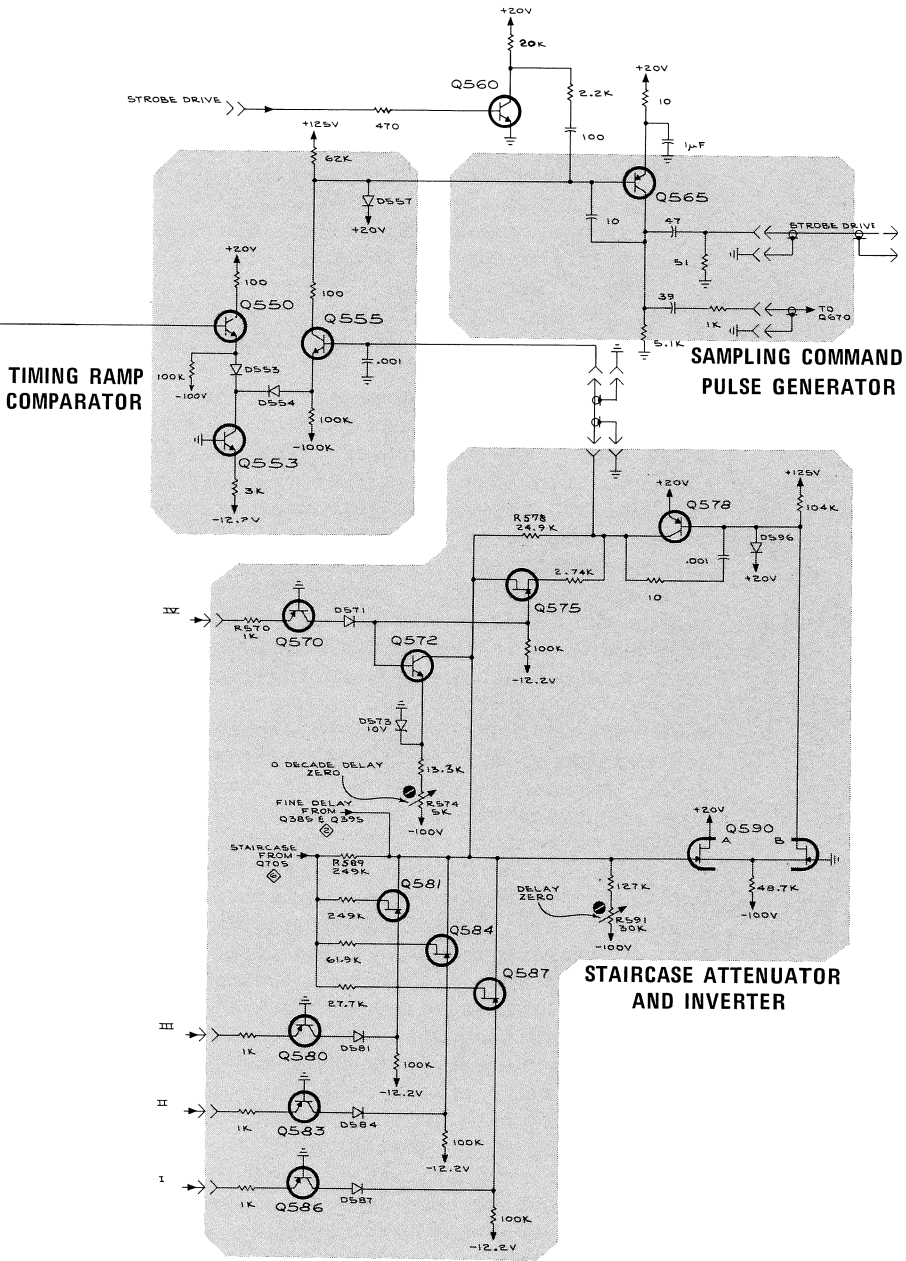 +20V
20K
Q560
STROBE DRIVE
470
2.2K
100
+20V
10
1µF
+125V
62K
D557
+20V
Q565
10
47
STROBE DRIVE
51
39
1K
TO
Q670
5.1K
SAMPLING COMMAND
PULSE GENERATOR
+20V
100
Q550
100
Q555
.001
D553
100K
-100V
D554
100K
-100K
Q553
3K
-12.2V
TIMING RAMP
COMPARATOR
+125V
104K
+20V
Q578
R578
24.9K
D596
+20V
.001
10
2.74K
Q575
100K
-12.2V
IV
R570
1K
Q570
D571
Q572
D573
10V
13.3K
0 DECADE DELAY
ZERO
R574
5K
-100V
FINE DELAY
FROM
Q385 & Q395
2
STAIRCASE
FROM
Q705
6
R589
249K
Q581
249K
Q584
61.9K
Q587
27.7K
+20V
Q590
A
B
48.7K
-100V
127K
DELAY
ZERO
R591
30K
-100V
STAIRCASE ATTENUATOR
AND INVERTER
III
1K
Q580
D581
100K
-12.2V
II
1K
Q583
D584
100K
-12.2V
I
1K
Q586
D587
100K
-12.2V